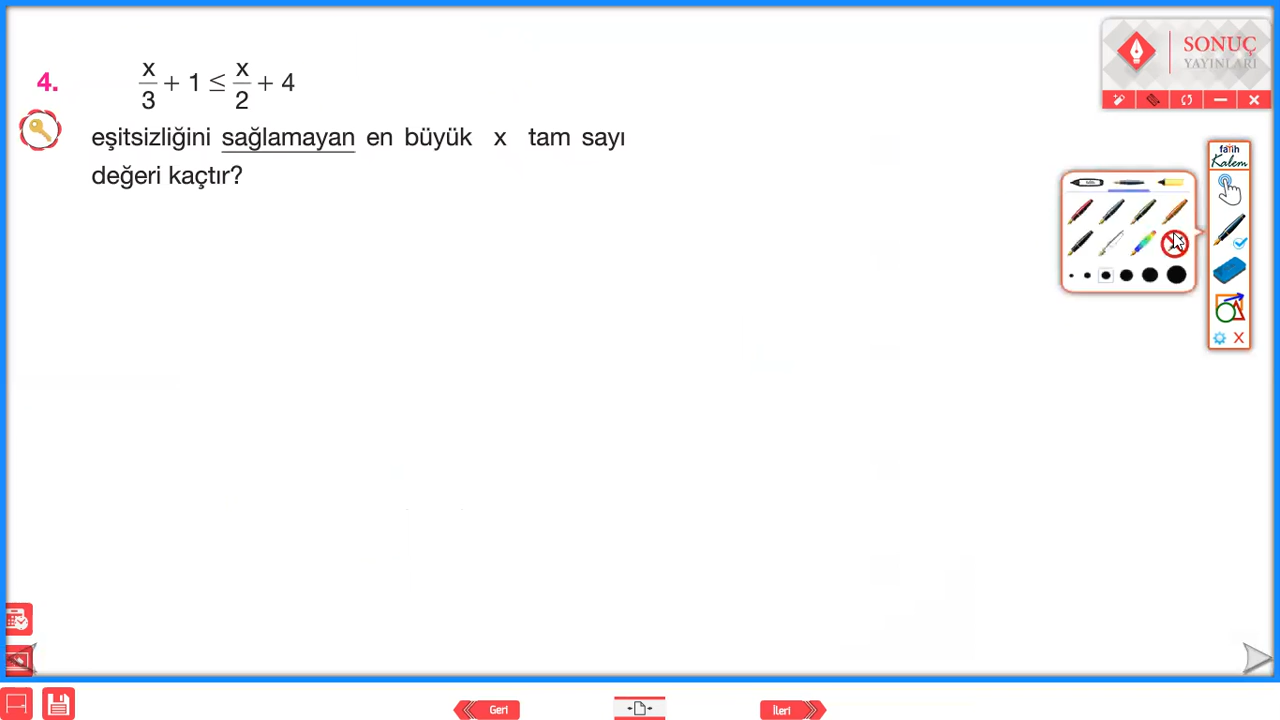 SONUÇ
YAYINLARI
4. x/3 + 1 ≤ x/2 + 4
eşitsizliğini sağlamayan en büyük x tam sayı
değeri kaçtır?
fatih
Kalem
X
Geri
İleri